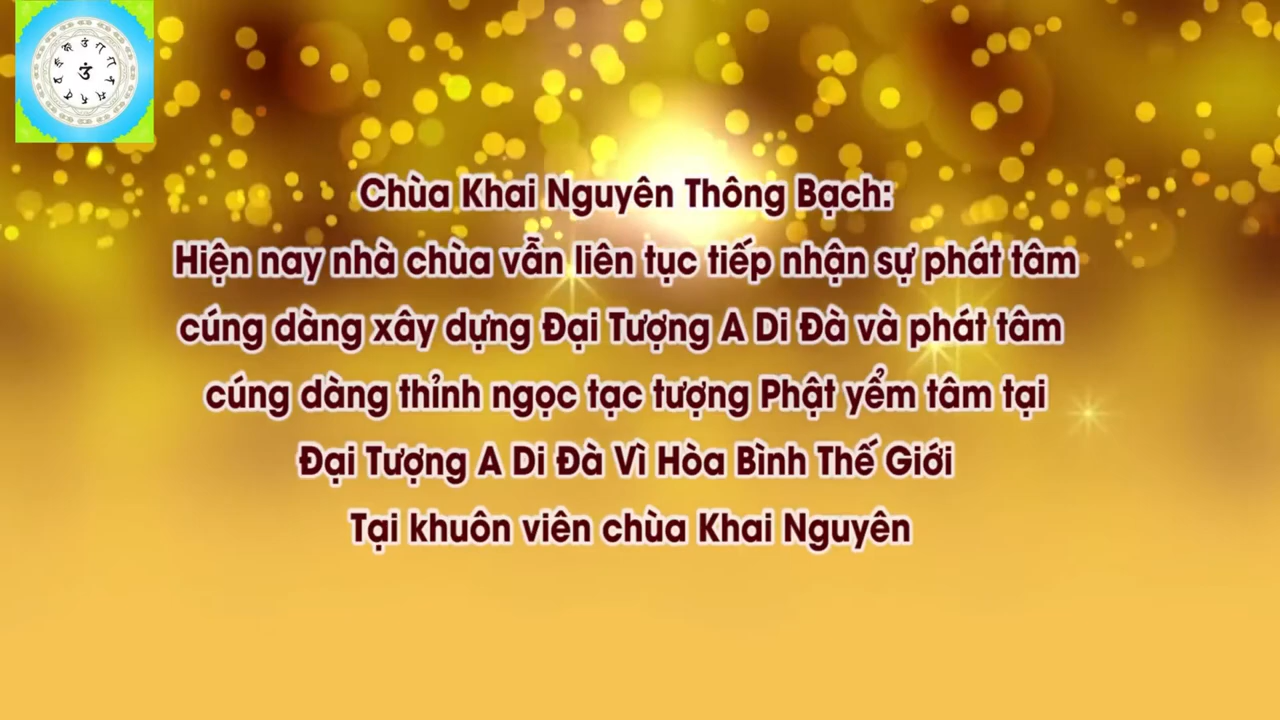 Chùa Khai Nguyên Thông Bạch:
Hiện nay nhà chùa vẫn liên tục tiếp nhận sự phát tâm
cúng dàng xây dựng Đại Tượng A Di Đà và phát tâm
cúng dàng thỉnh ngọc tạc tượng Phật yểm tâm tại
Đại Tượng A Di Đà Vì Hòa Bình Thế Giới
Tại khuôn viên chùa Khai Nguyên